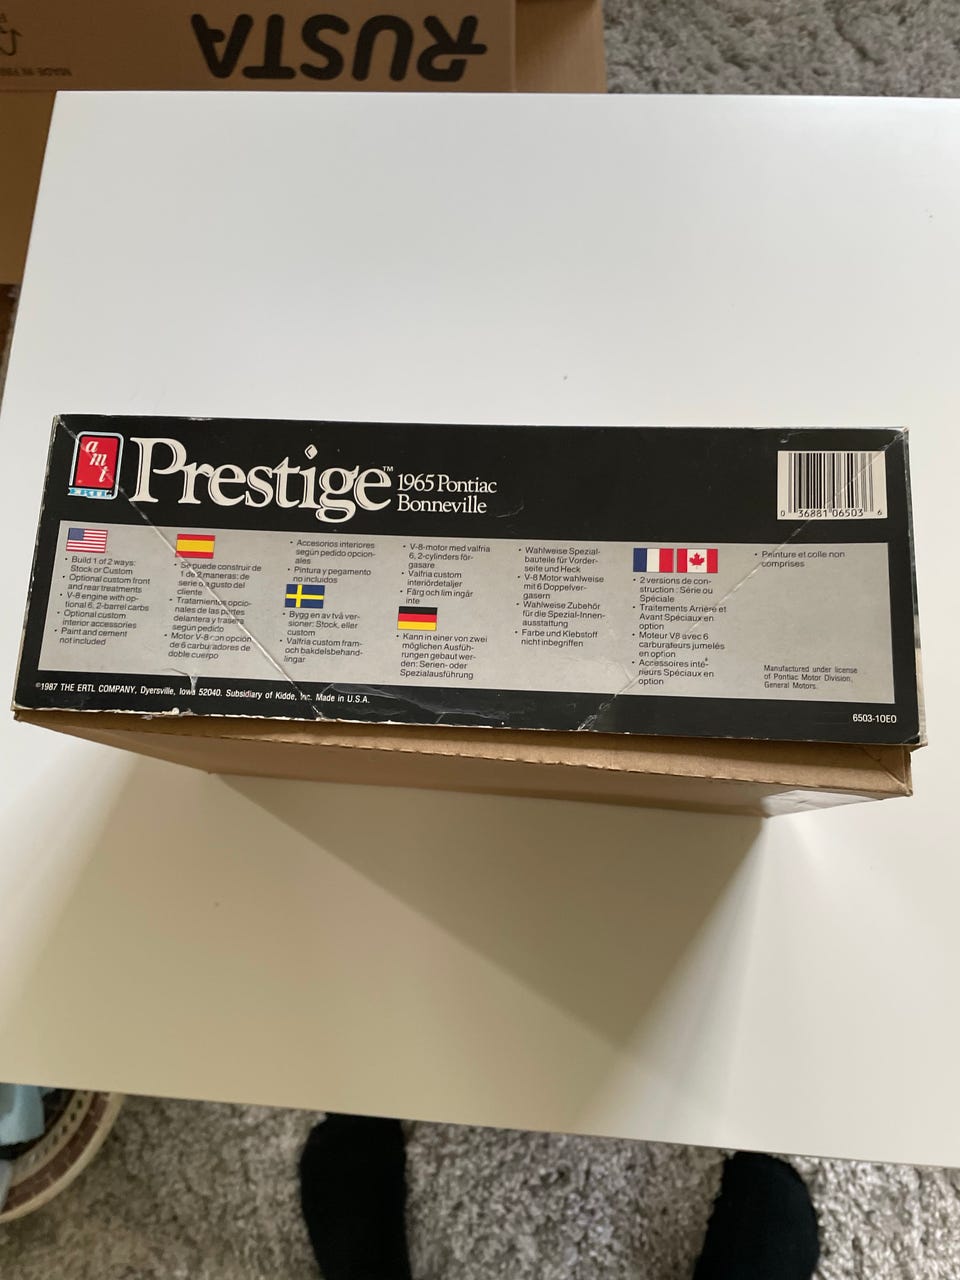 RUSTA
amt
ERTL
Prestige™
1965 Pontiac
Bonneville
0 36881 06503 6
• Build 1 of 2 ways:
Stock or Custom
• Optional custom front
and rear treatments
• V-8 engine with op-
tional 6, 2-barrel carbs
• Optional custom
interior accessories
• Paint and cement
not included
• Se puede construir de
1 de 2 maneras: de
serie o a gusto del
cliente
• Tratamientos opcio-
nales de las partes
delantera y trasera
según pedido
• Motor V-8 con opción
de 6 carburadores de
doble cuerpo
• Accesorios interiores
según pedido opcion-
ales
• Pintura y pegamento
no incluidos
• Bygg en av två ver-
sioner: Stock, eller
custom
• Valfria custom fram-
och bakdelsbehand-
lingar
• V-8-motor med valfria
6, 2-cylinders för-
gasare
• Valfria custom
interiördetaljer
• Färg och lim ingår
inte
• Kann in einer von zwei
möglichen Ausfüh-
rungen gebaut wer-
den: Serien- oder
Spezialausführung
• Wahlweise Spezial-
bauteile für Vorder-
seite und Heck
• V-8 Motor wahlweise
mit 6 Doppelver-
gasern
• Wahlweise Zubehör
für die Spezial-Innen-
ausstattung
• Farbe und Klebstoff
nicht inbegriffen
• 2 versions de con-
struction : Série ou
Spéciale
• Traitements Arrière et
Avant Spéciaux en
option
• Moteur V8 avec 6
carburateurs jumelés
en option
• Accessoires inté-
rieurs Spéciaux en
option
• Peinture et colle non
comprises
Manufactured under license
of Pontiac Motor Division,
General Motors.
©1987 THE ERTL COMPANY, Dyersville, Iowa 52040. Subsidiary of Kidde, Inc. Made in U.S.A.
6503-10EO